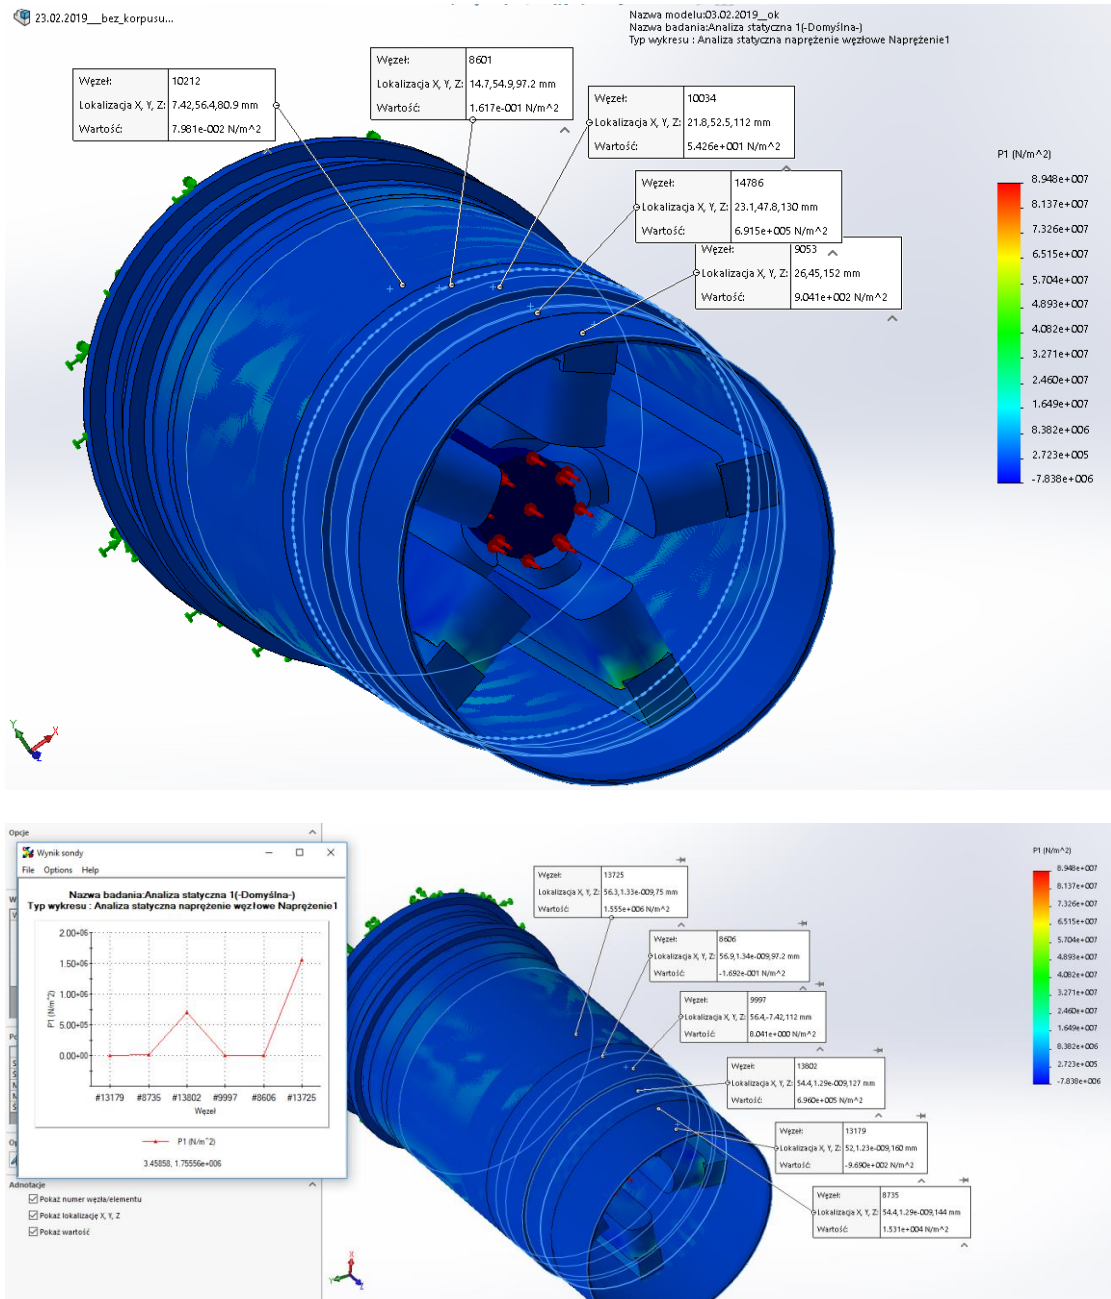 23.02.2019__bez_korpusu...
Nazwa modelu:03.02.2019__ok
Nazwa badania:Analiza statyczna 1(-Domyślna-)
Typ wykresu : Analiza statyczna naprężenie węzłowe Naprężenie1
Węzeł: 10212
Lokalizacja X, Y, Z: 7.42,56.4,80.9 mm
Wartość: 7.981e-002 N/m^2
Węzeł: 8601
Lokalizacja X, Y, Z: 14.7,54.9,97.2 mm
Wartość: 1.617e-001 N/m^2
Węzeł: 10034
Lokalizacja X, Y, Z: 21.8,52.5,112 mm
Wartość: 5.426e+001 N/m^2
Węzeł: 14786
Lokalizacja X, Y, Z: 23.1,47.8,130 mm
Wartość: 6.915e+005 N/m^2
Węzeł: 9053
Lokalizacja X, Y, Z: 26,45,152 mm
Wartość: 9.041e+002 N/m^2
P1 (N/m^2)
8.948e+007
8.137e+007
7.326e+007
6.515e+007
5.704e+007
4.893e+007
4.082e+007
3.271e+007
2.460e+007
1.649e+007
8.382e+006
2.723e+005
-7.838e+006
Y X
Z
Opcje
Wynik sondy
File Options Help
Nazwa badania:Analiza statyczna 1(-Domyślna-)
Typ wykresu : Analiza statyczna naprężenie węzłowe Naprężenie1
P1 (N/m^2)
2.00+06
1.50+06
1.00+06
5.00+05
0.00+00
#13179 #8735 #13802 #9997 #8606 #13725
Węzeł
P1 (N/m^2)
3.45858, 1.75556e+006
Adnotacje
Pokaż numer węzła/elementu
Pokaż lokalizację X, Y, Z
Pokaż wartość
Węzeł: 13725
Lokalizacja X, Y, Z: 56.3,1.33e-009,75 mm
Wartość: 1.555e+006 N/m^2
Węzeł: 8606
Lokalizacja X, Y, Z: 56.9,1.34e-009,97.2 mm
Wartość: -1.692e-001 N/m^2
Węzeł: 9997
Lokalizacja X, Y, Z: 56.4,-7.42,112 mm
Wartość: 8.041e+000 N/m^2
Węzeł: 13802
Lokalizacja X, Y, Z: 54.4,1.29e-009,127 mm
Wartość: 6.960e+005 N/m^2
Węzeł: 13179
Lokalizacja X, Y, Z: 52,1.23e-009,160 mm
Wartość: -9.690e+002 N/m^2
Węzeł: 8735
Lokalizacja X, Y, Z: 54.4,1.29e-009,144 mm
Wartość: 1.531e+004 N/m^2
P1 (N/m^2)
8.948e+007
8.137e+007
7.326e+007
6.515e+007
5.704e+007
4.893e+007
4.082e+007
3.271e+007
2.460e+007
1.649e+007
8.382e+006
2.723e+005
-7.838e+006
X
Y Z